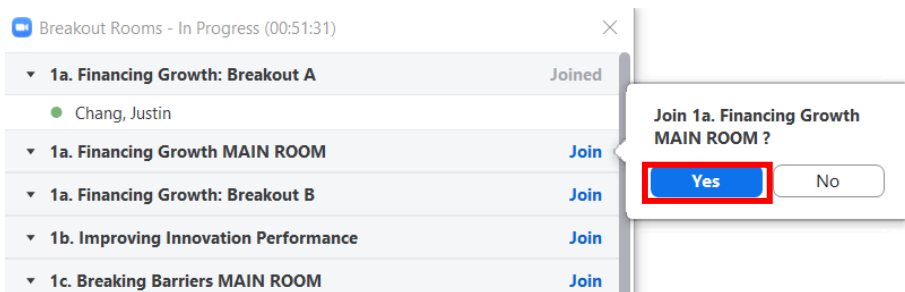 Breakout Rooms - In Progress (00:51:31)
1a. Financing Growth: Breakout A Joined
Chang, Justin
1a. Financing Growth MAIN ROOM Join
1a. Financing Growth: Breakout B Join
1b. Improving Innovation Performance Join
1c. Breaking Barriers MAIN ROOM Join
Join 1a. Financing Growth
MAIN ROOM ?
Yes No